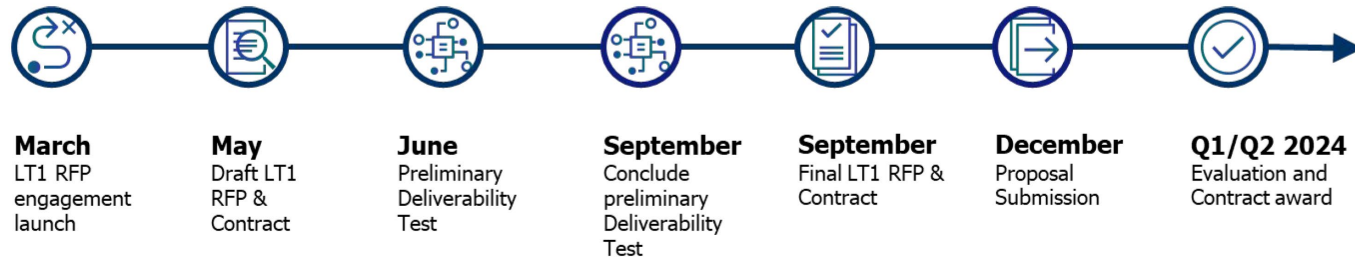 March
LT1 RFP
engagement
launch
May
Draft LT1
RFP &
Contract
June
Preliminary
Deliverability
Test
September
Conclude
preliminary
Deliverability
Test
September
Final LT1 RFP &
Contract
December
Proposal
Submission
Q1/Q2 2024
Evaluation and
Contract award